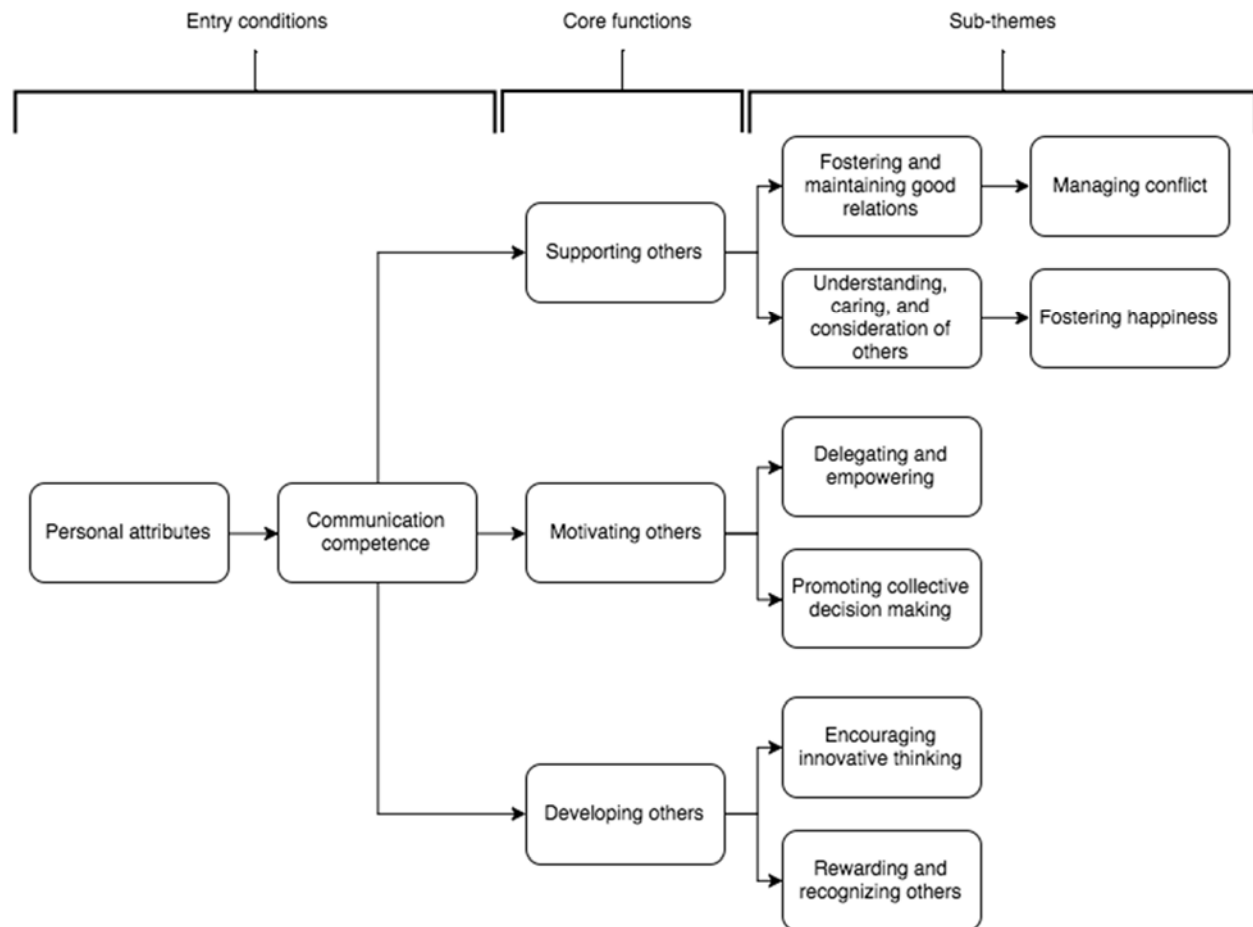 Entry conditions
Core functions
Sub-themes
Fostering and
maintaining good
relations
Managing conflict
Supporting others
Understanding,
caring, and
consideration of
others
Fostering happiness
Delegating and
empowering
Personal attributes
Communication
competence
Motivating others
Promoting collective
decision making
Encouraging
innovative thinking
Developing others
Rewarding and
recognizing others